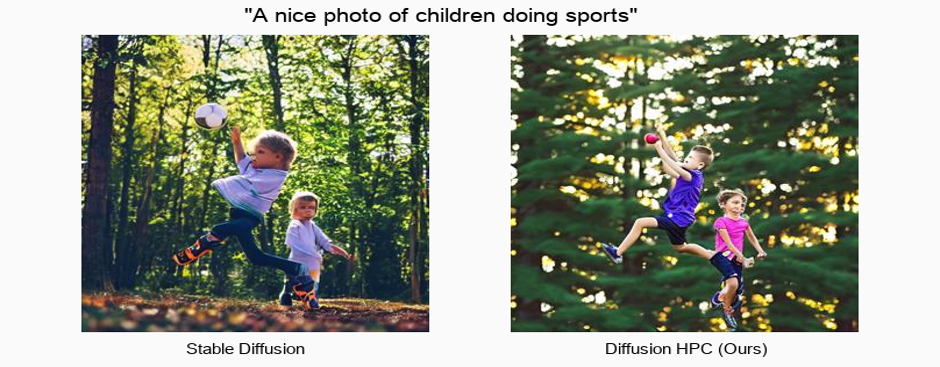 "A nice photo of children doing sports"
Stable Diffusion
Diffusion HPC (Ours)